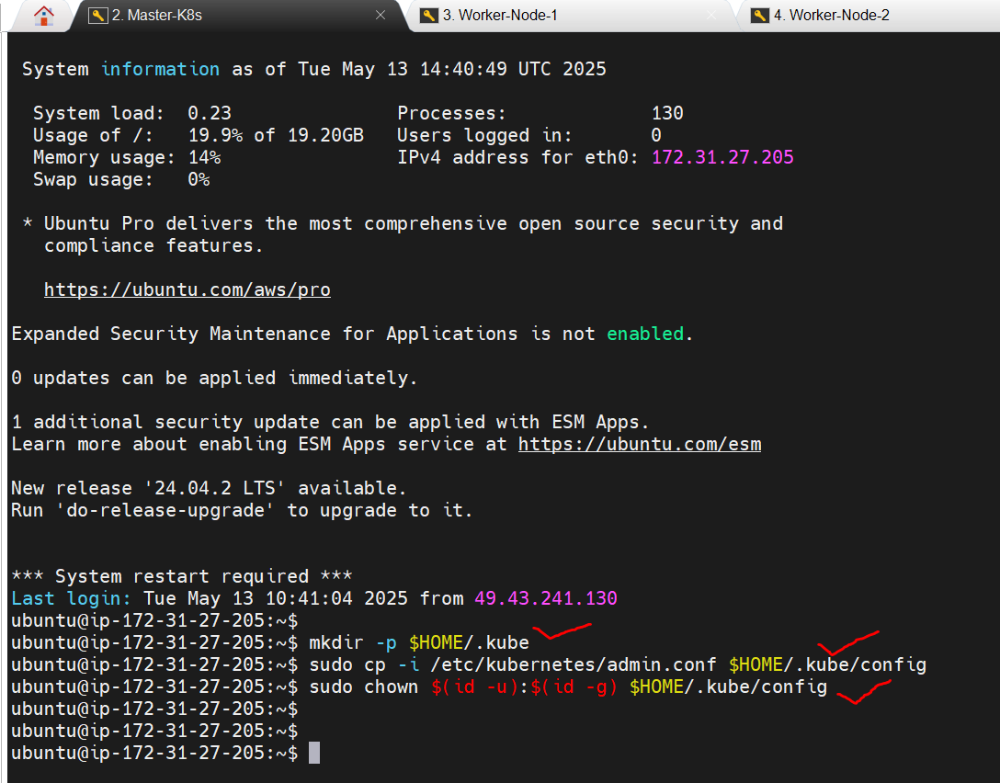 2. Master-K8s
3. Worker-Node-1
4. Worker-Node-2
System information as of Tue May 13 14:40:49 UTC 2025
System load: 0.23 Processes: 130
Usage of /: 19.9% of 19.20GB Users logged in: 0
Memory usage: 14% IPv4 address for eth0: 172.31.27.205
Swap usage: 0%
* Ubuntu Pro delivers the most comprehensive open source security and
compliance features.
https://ubuntu.com/aws/pro
Expanded Security Maintenance for Applications is not enabled.
0 updates can be applied immediately.
1 additional security update can be applied with ESM Apps.
Learn more about enabling ESM Apps service at https://ubuntu.com/esm
New release '24.04.2 LTS' available.
Run 'do-release-upgrade' to upgrade to it.
*** System restart required ***
Last login: Tue May 13 10:41:04 2025 from 49.43.241.130
ubuntu@ip-172-31-27-205:~$
ubuntu@ip-172-31-27-205:~$ mkdir -p $HOME/.kube
ubuntu@ip-172-31-27-205:~$ sudo cp -i /etc/kubernetes/admin.conf $HOME/.kube/config
ubuntu@ip-172-31-27-205:~$ sudo chown $(id -u):$(id -g) $HOME/.kube/config
ubuntu@ip-172-31-27-205:~$
ubuntu@ip-172-31-27-205:~$
ubuntu@ip-172-31-27-205:~$